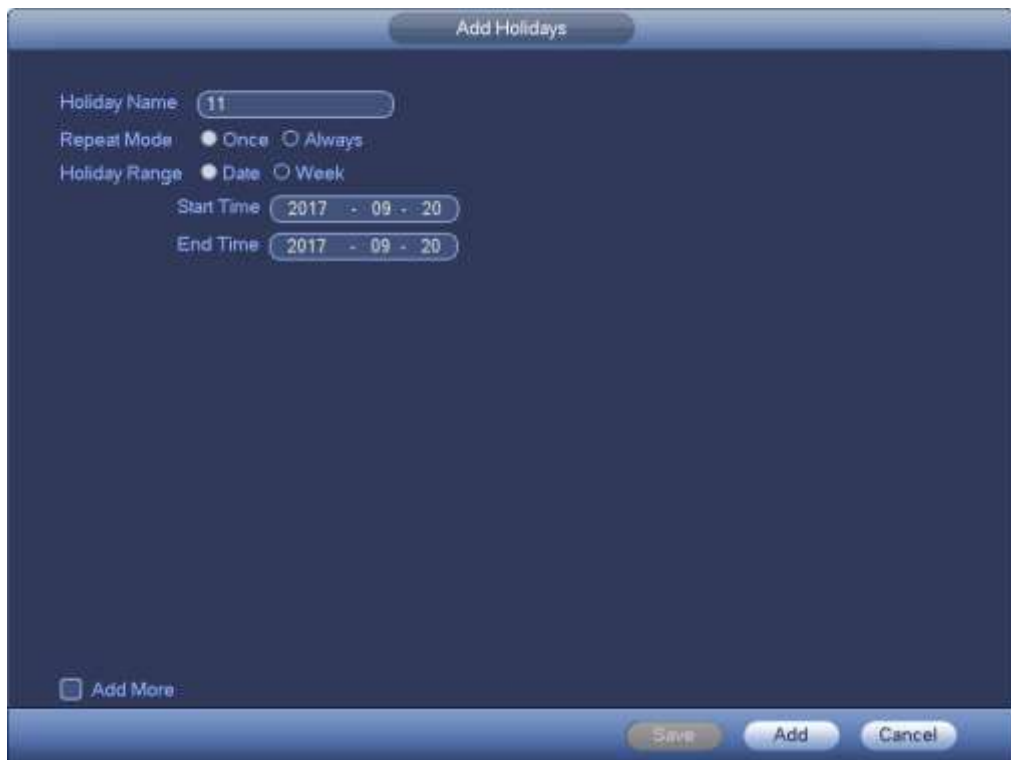 Add Holidays
Holiday Name 11
Repeat Mode Once Always
Holiday Range Date Week
Start Time 2017 - 09 - 20
End Time 2017 - 09 - 20
Add More
Save Add Cancel